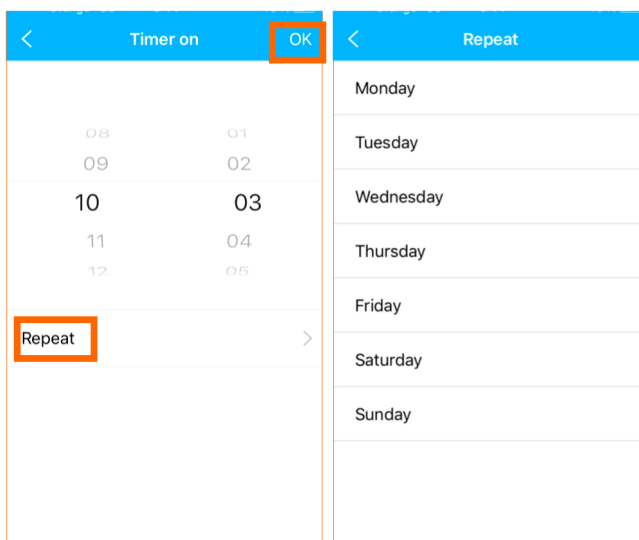 Timer on
OK
08 01
09 02
10 03
11 04
12 05
Repeat
Repeat
Monday
Tuesday
Wednesday
Thursday
Friday
Saturday
Sunday